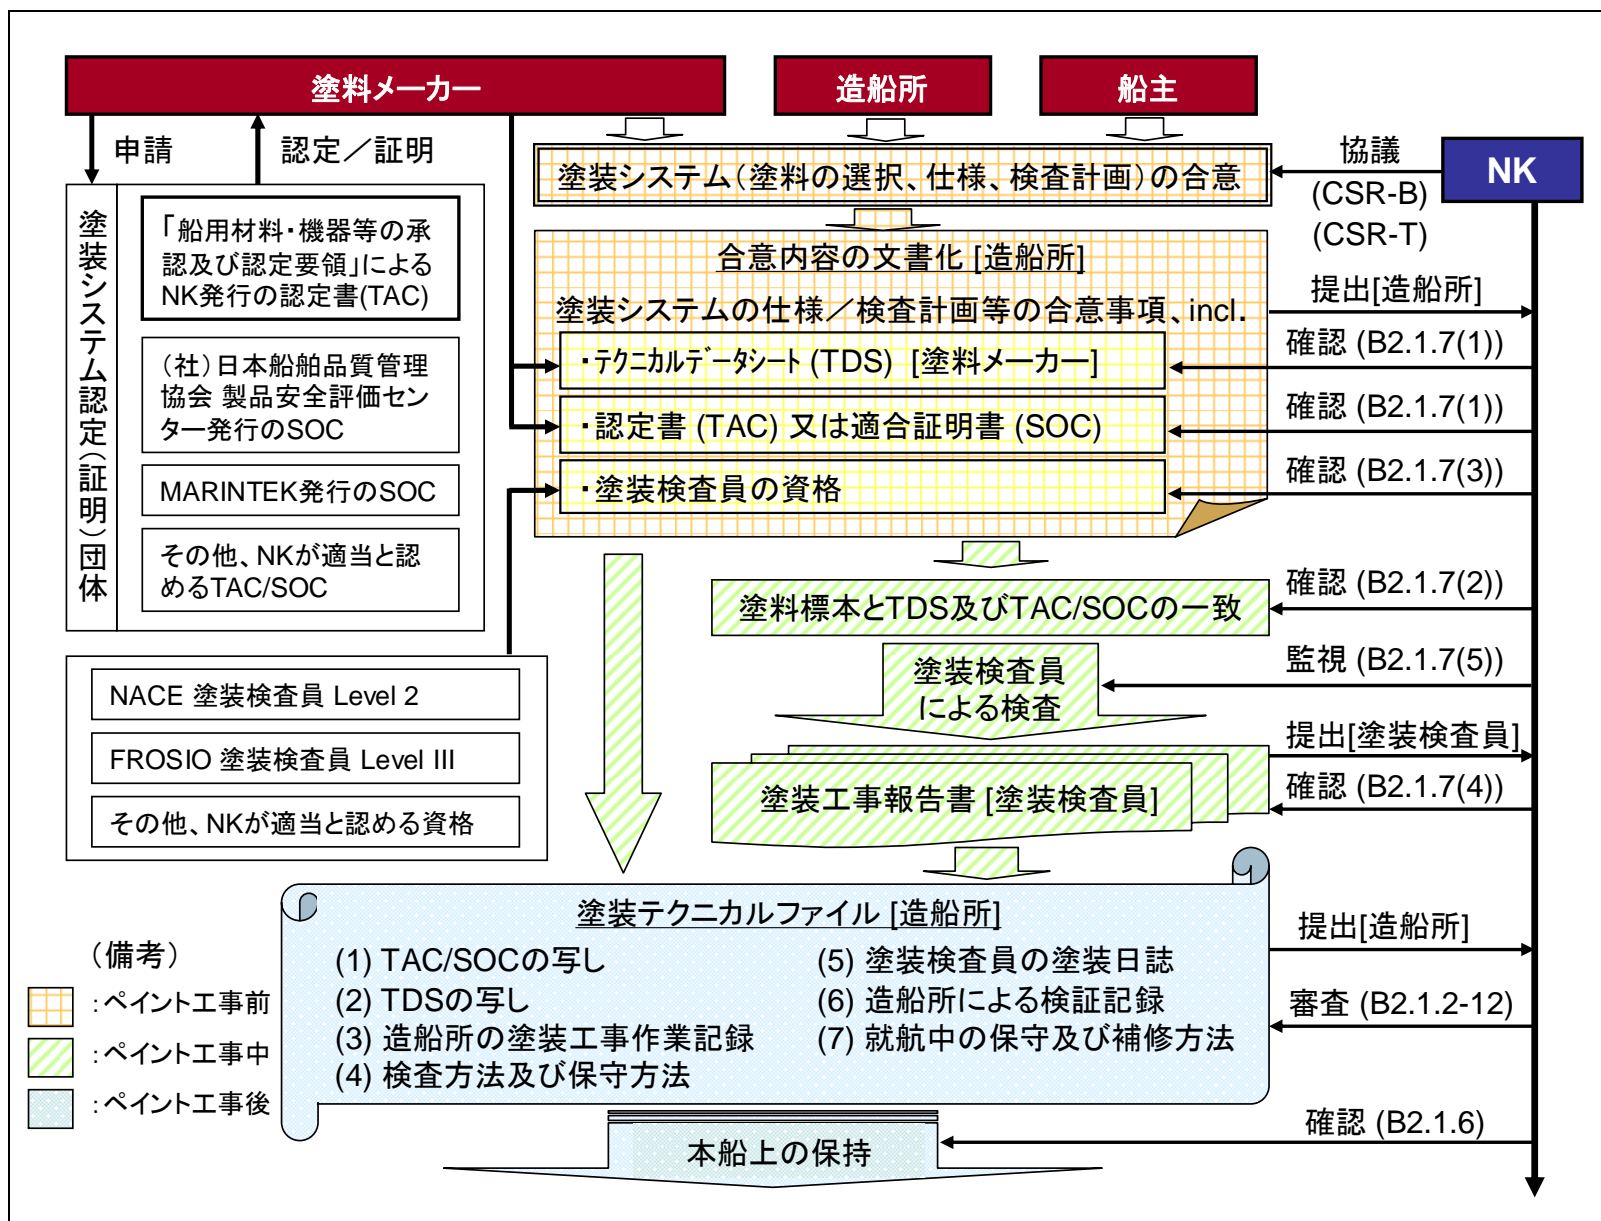 塗料メーカー
造船所
船主
申請
認定／証明
塗装システム（塗料の選択、仕様、検査計画）の合意
協議
(CSR-B)
(CSR-T)
NK
塗装システム認定（証明）団体
「船用材料・機器等の承
認及び認定要領」による
NK発行の認定書(TAC)
（社）日本船舶品質管理
協会 製品安全評価セン
ター発行のSOC
MARINTEK発行のSOC
その他、NKが適当と認
めるTAC/SOC
合意内容の文書化 [造船所]
塗装システムの仕様／検査計画等の合意事項、incl.
・ﾃｸﾆｶﾙﾃﾞｰﾀｼｰﾄ (TDS) [塗料メーカー]
・認定書 (TAC) 又は適合証明書 (SOC)
・塗装検査員の資格
提出[造船所]
確認 (B2.1.7(1))
確認 (B2.1.7(1))
確認 (B2.1.7(3))
塗料標本とTDS及びTAC/SOCの一致
確認 (B2.1.7(2))
塗装検査員
による検査
監視 (B2.1.7(5))
NACE 塗装検査員 Level 2
FROSIO 塗装検査員 Level III
その他、NKが適当と認める資格
塗装工事報告書 [塗装検査員]
提出[塗装検査員]
確認 (B2.1.7(4))
塗装テクニカルファイル [造船所]
(1) TAC/SOCの写し
(2) TDSの写し
(3) 造船所の塗装工事作業記録
(4) 検査方法及び保守方法
(5) 塗装検査員の塗装日誌
(6) 造船所による検証記録
(7) 就航中の保守及び補修方法
提出[造船所]
審査 (B2.1.2-12)
（備考）
：ペイント工事前
：ペイント工事中
：ペイント工事後
本船上の保持
確認 (B2.1.6)